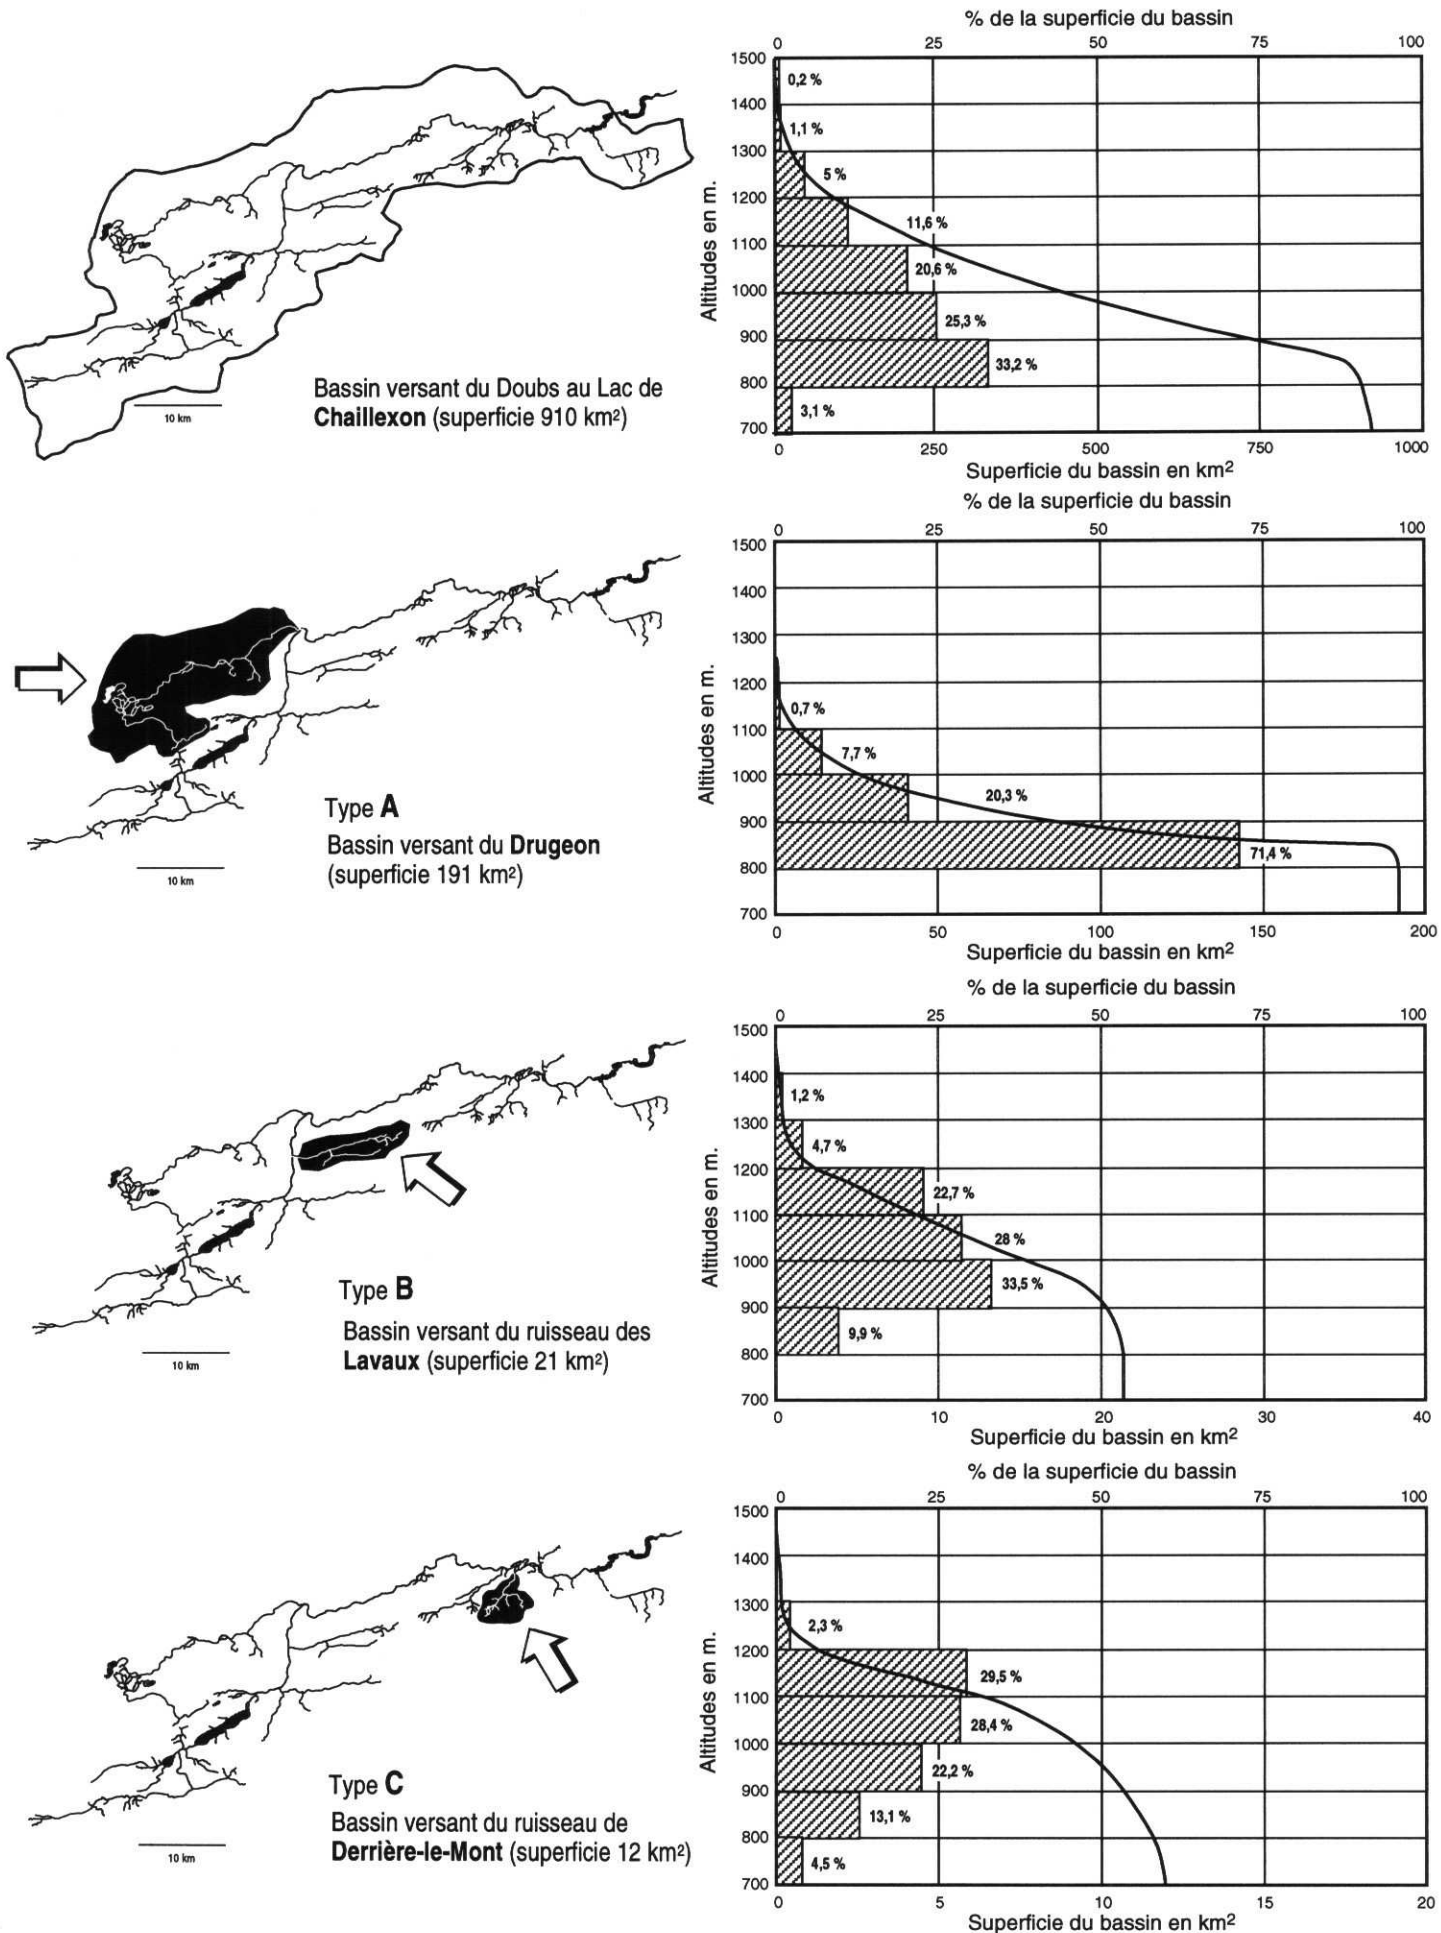 % de la superficie du bassin
0 25 50 75 100
1500
0,2 %
1400
1,1 %
1300
5 %
1200
11,6 %
1100
20,6 %
1000
25,3 %
900
33,2 %
800
3,1 %
700
Altitudes en m.
0 250 500 750 1000
Superficie du bassin en km²
10 km
Bassin versant du Doubs au Lac de
Chaillexon (superficie 910 km²)
% de la superficie du bassin
0 25 50 75 100
1500
1400
1300
1200
0,7 %
1100
7,7 %
1000
20,3 %
900
71,4 %
800
700
Altitudes en m.
0 50 100 150 200
Superficie du bassin en km²
Type A
Bassin versant du Drugeon
(superficie 191 km²)
10 km
% de la superficie du bassin
0 25 50 75 100
1500
1400
1,2 %
1300
4,7 %
1200
22,7 %
1100
28 %
1000
33,5 %
900
9,9 %
800
700
Altitudes en m.
0 10 20 30 40
Superficie du bassin en km²
Type B
Bassin versant du ruisseau des
Lavaux (superficie 21 km²)
10 km
% de la superficie du bassin
0 25 50 75 100
1500
1400
1300
2,3 %
1200
29,5 %
1100
28,4 %
1000
22,2 %
900
13,1 %
800
4,5 %
700
Altitudes en m.
0 5 10 15 20
Superficie du bassin en km²
Type C
Bassin versant du ruisseau de
Derrière-le-Mont (superficie 12 km²)
10 km